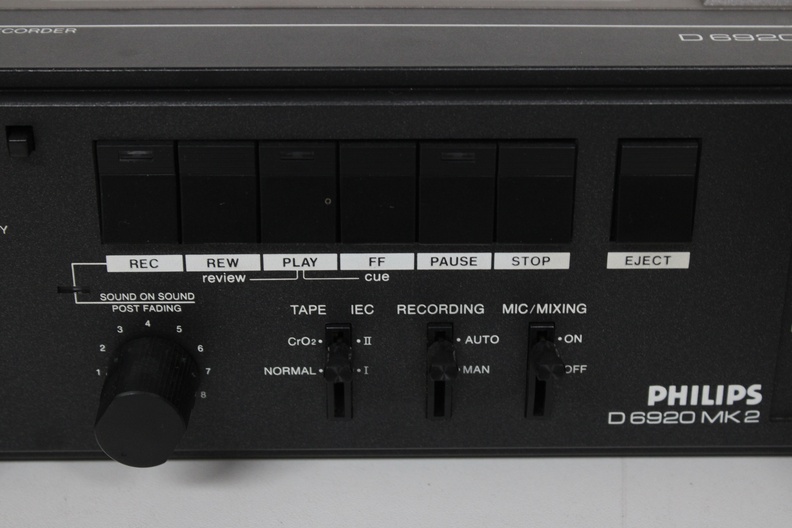 CORDER
D 6920
Y
REC REW PLAY FF PAUSE STOP EJECT
review cue
SOUND ON SOUND
POST FADING
1 2 3 4 5 6 7 8
TAPE IEC RECORDING MIC/MIXING
CrO2 II AUTO ON
NORMAL I MAN OFF
PHILIPS
D 6920 MK2